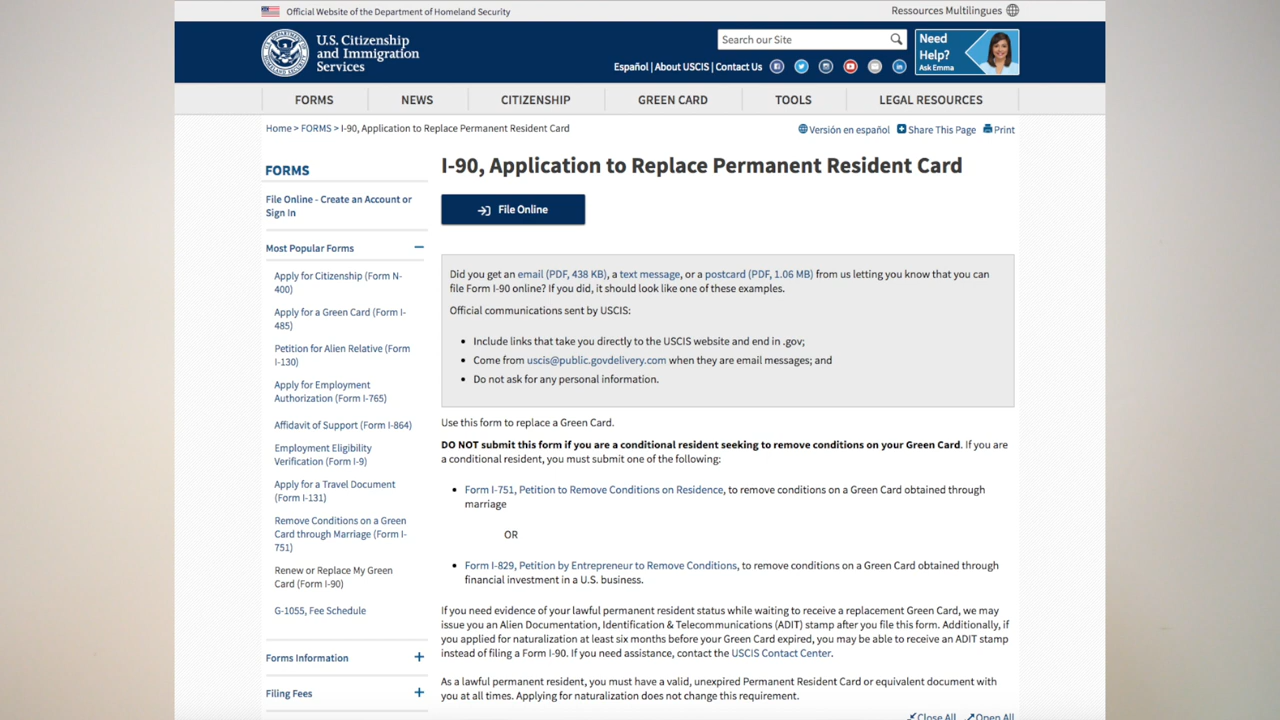 Official Website of the Department of Homeland Security
Ressources Multilingues
U.S. Citizenship
and Immigration
Services
Search our Site
Need
Help?
Ask Emma
Español | About USCIS | Contact Us
FORMS NEWS CITIZENSHIP GREEN CARD TOOLS LEGAL RESOURCES
Home > FORMS > I-90, Application to Replace Permanent Resident Card
Versión en español Share This Page Print
FORMS
File Online - Create an Account or
Sign In
Most Popular Forms
Apply for Citizenship (Form N-
400)
Apply for a Green Card (Form I-
485)
Petition for Alien Relative (Form
I-130)
Apply for Employment
Authorization (Form I-765)
Affidavit of Support (Form I-864)
Employment Eligibility
Verification (Form I-9)
Apply for a Travel Document
(Form I-131)
Remove Conditions on a Green
Card through Marriage (Form I-
751)
Renew or Replace My Green
Card (Form I-90)
G-1055, Fee Schedule
Forms Information
Filing Fees
I-90, Application to Replace Permanent Resident Card
File Online
Did you get an email (PDF, 438 KB), a text message, or a postcard (PDF, 1.06 MB) from us letting you know that you can
file Form I-90 online? If you did, it should look like one of these examples.
Official communications sent by USCIS:
• Include links that take you directly to the USCIS website and end in .gov;
• Come from uscis@public.govdelivery.com when they are email messages; and
• Do not ask for any personal information.
Use this form to replace a Green Card.
DO NOT submit this form if you are a conditional resident seeking to remove conditions on your Green Card. If you are
a conditional resident, you must submit one of the following:
• Form I-751, Petition to Remove Conditions on Residence, to remove conditions on a Green Card obtained through
marriage
OR
• Form I-829, Petition by Entrepreneur to Remove Conditions, to remove conditions on a Green Card obtained through
financial investment in a U.S. business.
If you need evidence of your lawful permanent resident status while waiting to receive a replacement Green Card, we may
issue you an Alien Documentation, Identification & Telecommunications (ADIT) stamp after you file this form. Additionally, if
you applied for naturalization at least six months before your Green Card expired, you may be able to receive an ADIT stamp
instead of filing a Form I-90. If you need assistance, contact the USCIS Contact Center.
As a lawful permanent resident, you must have a valid, unexpired Permanent Resident Card or equivalent document with
you at all times. Applying for naturalization does not change this requirement.
Close All Open All